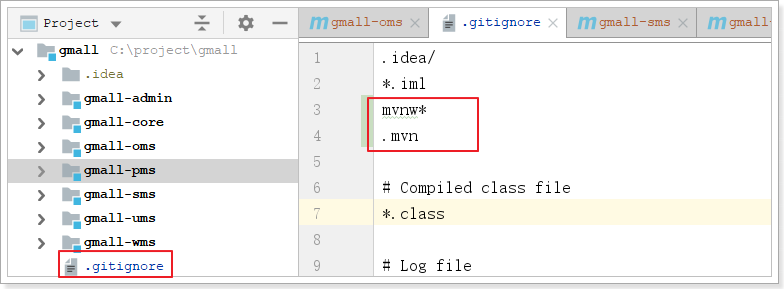 Project
gmall C:\project\gmall
.idea
gmall-admin
gmall-core
gmall-oms
gmall-pms
gmall-sms
gmall-ums
gmall-wms
.gitignore
m gmall-oms
.gitignore
m gmall-sms
m gmall-
1 .idea/
2 *.iml
3 mvnw*
4 .mvn
5
6 # Compiled class file
7 *.class
8
9 # Log file